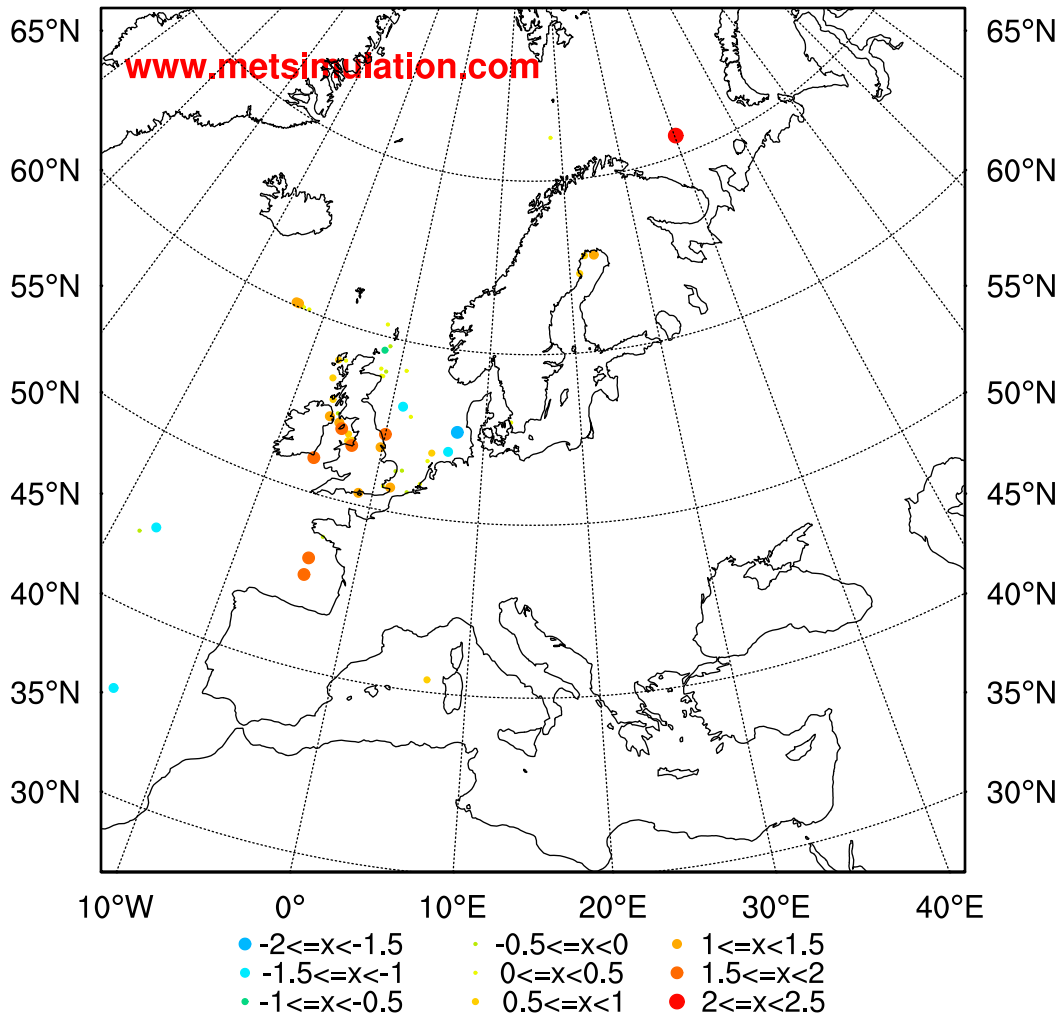 65°N 65°N
www.metsimulation.com
60°N 60°N
55°N 55°N
50°N 50°N
45°N 45°N
40°N 40°N
35°N 35°N
30°N 30°N
10°W 0° 10°E 20°E 30°E 40°E
-2<=x<-1.5 -0.5<=x<0 1<=x<1.5
-1.5<=x<-1 0<=x<0.5 1.5<=x<2
-1<=x<-0.5 0.5<=x<1 2<=x<2.5